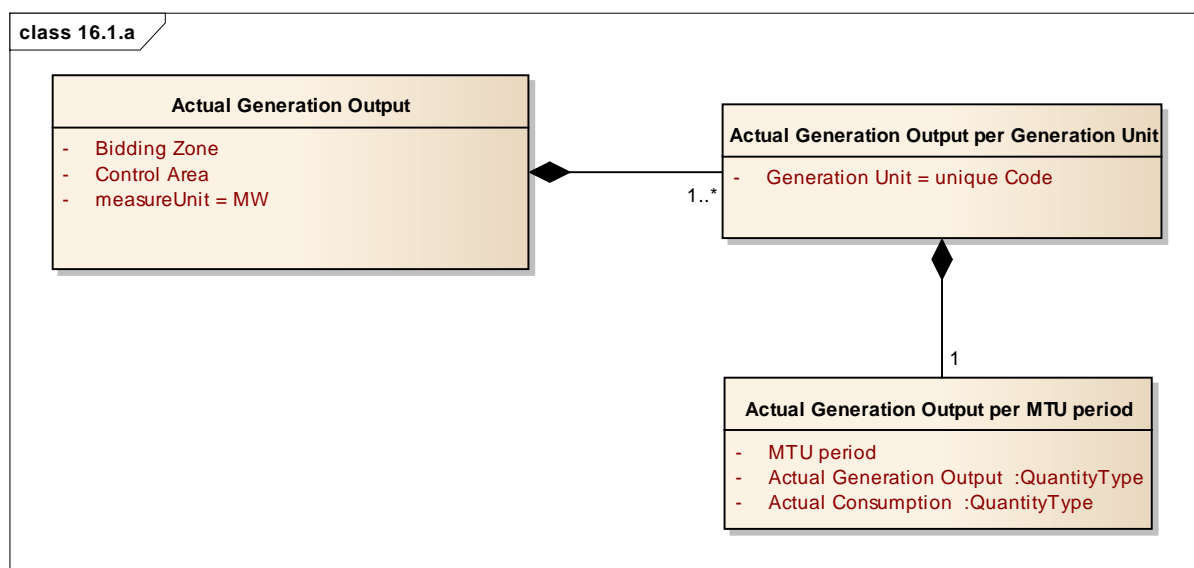 class 16.1.a
Actual Generation Output
- Bidding Zone
- Control Area
- measureUnit = MW
1..*
Actual Generation Output per Generation Unit
- Generation Unit = unique Code
1
Actual Generation Output per MTU period
- MTU period
- Actual Generation Output :QuantityType
- Actual Consumption :QuantityType